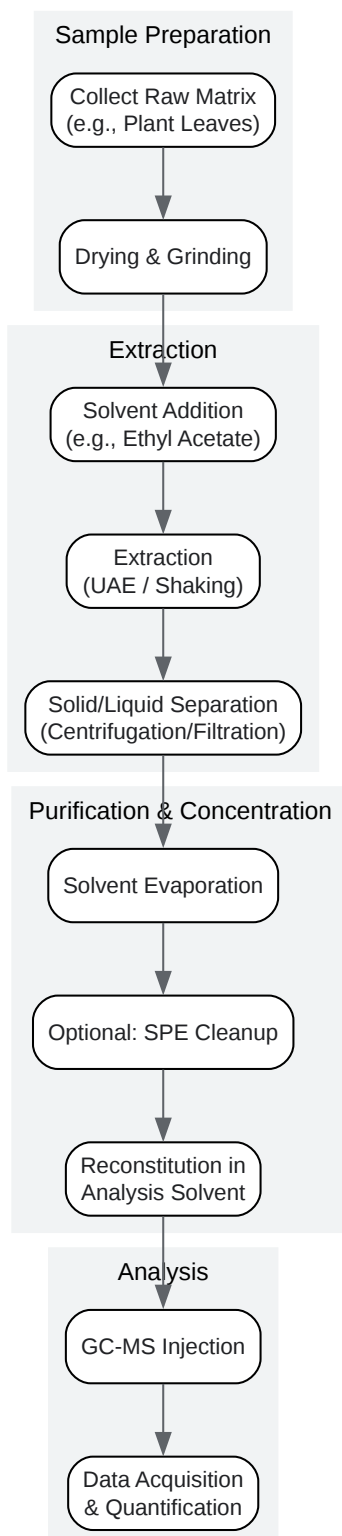 Sample Preparation
Collect Raw Matrix
(e.g., Plant Leaves)
Drying & Grinding
Extraction
Solvent Addition
(e.g., Ethyl Acetate)
Extraction
(UAE / Shaking)
Solid/Liquid Separation
(Centrifugation/Filtration)
Purification & Concentration
Solvent Evaporation
Optional: SPE Cleanup
Reconstitution in
Analysis Solvent
Analysis
GC-MS Injection
Data Acquisition
& Quantification